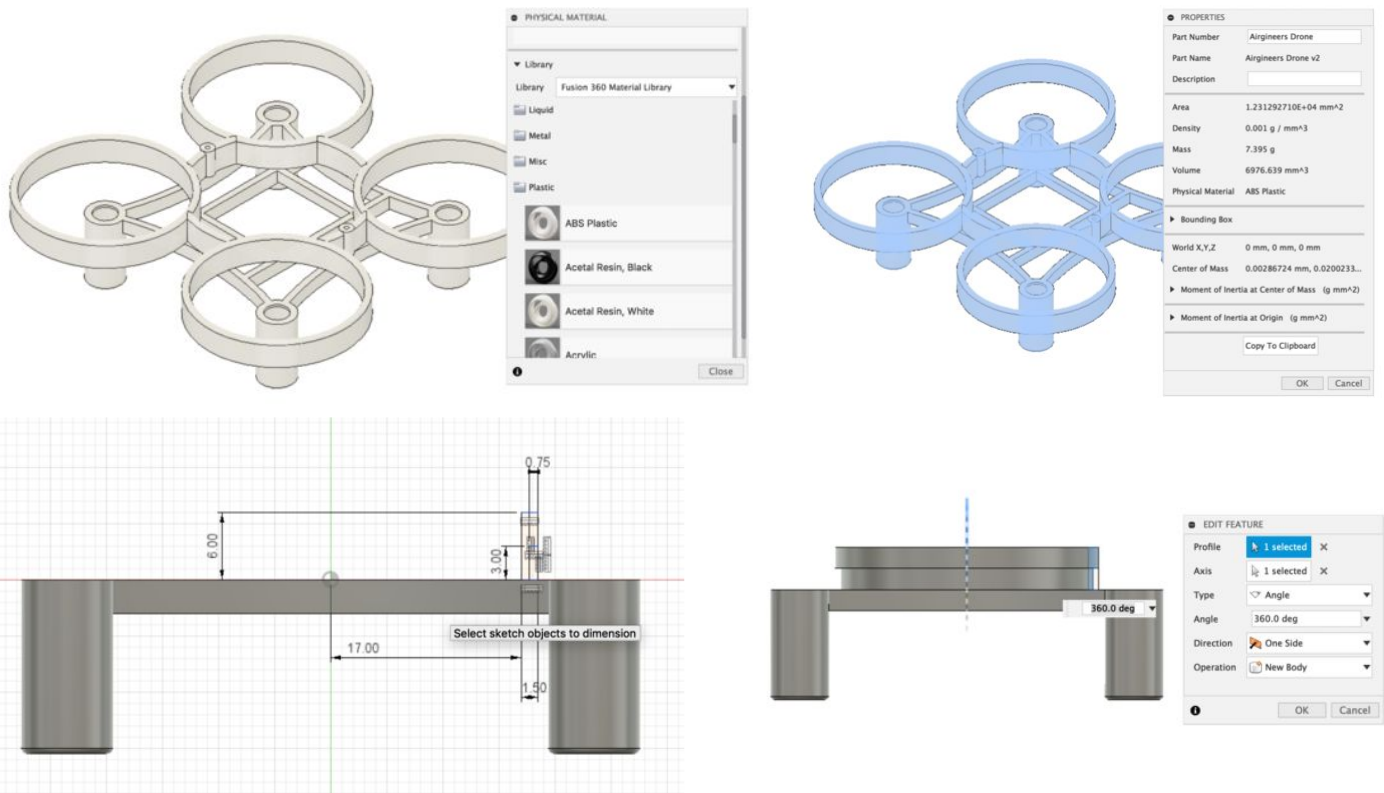 PHYSICAL MATERIAL
Library
Library Fusion 360 Material Library
Liquid
Metal
Misc
Plastic
ABS Plastic
Acetal Resin, Black
Acetal Resin, White
Acrylic
Close
PROPERTIES
Part Number Airgineers Drone
Part Name Airgineers Drone v2
Description
Area 1.231292710E+04 mm^2
Density 0.001 g / mm^3
Mass 7.395 g
Volume 6976.639 mm^3
Physical Material ABS Plastic
Bounding Box
World X,Y,Z 0 mm, 0 mm, 0 mm
Center of Mass 0.00286724 mm, 0.0200233...
Moment of Inertia at Center of Mass (g mm^2)
Moment of Inertia at Origin (g mm^2)
Copy To Clipboard
OK Cancel
0.75
6.00
3.00
Select sketch objects to dimension
17.00
1.50
360.0 deg
EDIT FEATURE
Profile 1 selected
Axis 1 selected
Type Angle
Angle 360.0 deg
Direction One Side
Operation New Body
OK Cancel